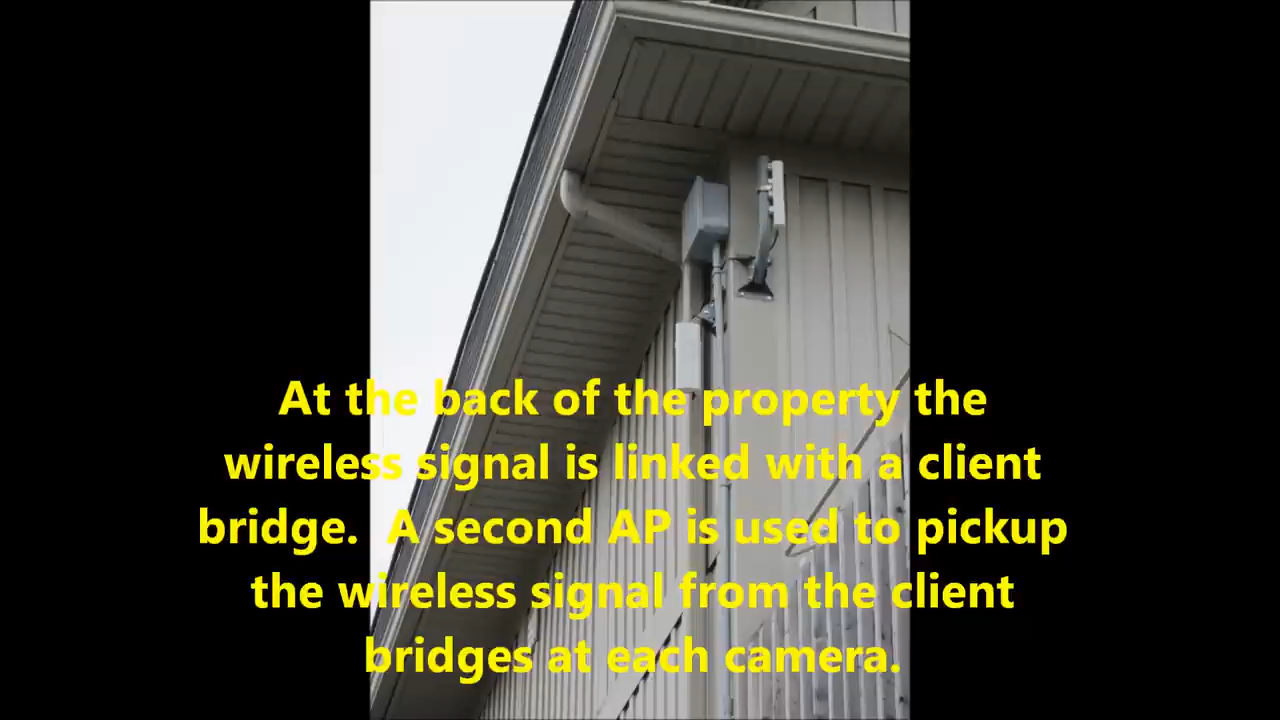 At the back of the property the
wireless signal is linked with a client
bridge.  A second AP is used to pickup
the wireless signal from the client
bridges at each camera.